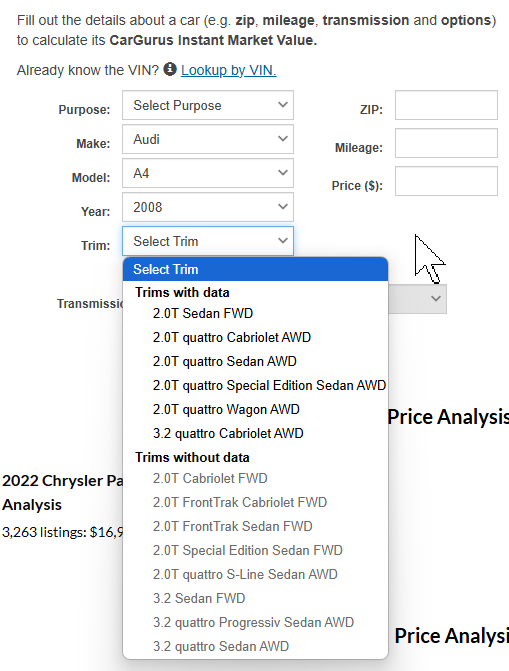 Fill out the details about a car (e.g. zip, mileage, transmission and options)
to calculate its CarGurus Instant Market Value.
Already know the VIN? Lookup by VIN.
Purpose: Select Purpose
ZIP:
Make: Audi
Mileage:
Model: A4
Price ($):
Year: 2008
Trim: Select Trim
Select Trim
Trims with data
2.0T Sedan FWD
Transmissio
2.0T quattro Cabriolet AWD
2.0T quattro Sedan AWD
2.0T quattro Special Edition Sedan AWD
2.0T quattro Wagon AWD
Price Analysis
3.2 quattro Cabriolet AWD
Trims without data
2022 Chrysler Pa
2.0T Cabriolet FWD
Analysis
2.0T FrontTrak Cabriolet FWD
3,263 listings: $16,9
2.0T FrontTrak Sedan FWD
2.0T Special Edition Sedan FWD
2.0T quattro S-Line Sedan AWD
3.2 Sedan FWD
3.2 quattro Progressiv Sedan AWD
Price Analysi
3.2 quattro Sedan AWD